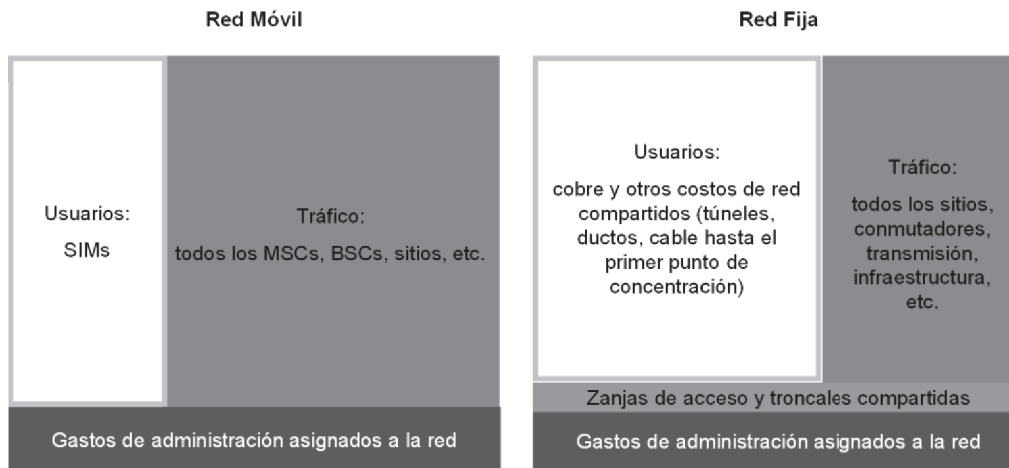 Red Móvil
Usuarios:
SIMs
Tráfico:
todos los MSCs, BSCs, sitios, etc.
Gastos de administración asignados a la red
Red Fija
Usuarios:
cobre y otros costos de red
compartidos (túneles,
ductos, cable hasta el
primer punto de
concentración)
Tráfico:
todos los sitios,
conmutadores,
transmisión,
infraestructura,
etc.
Zanjas de acceso y troncales compartidas
Gastos de administración asignados a la red